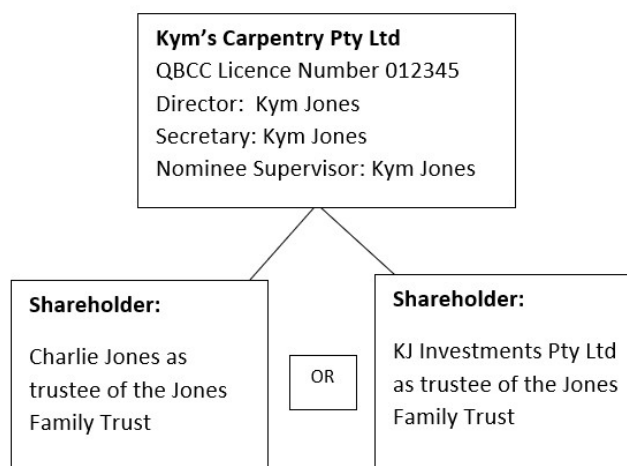 Kym’s Carpentry Pty Ltd
QBCC Licence Number 012345
Director:  Kym Jones
Secretary: Kym Jones
Nominee Supervisor: Kym Jones
Shareholder:
Charlie Jones as
trustee of the Jones
Family Trust
OR
Shareholder:
KJ Investments Pty Ltd
as trustee of the Jones
Family Trust